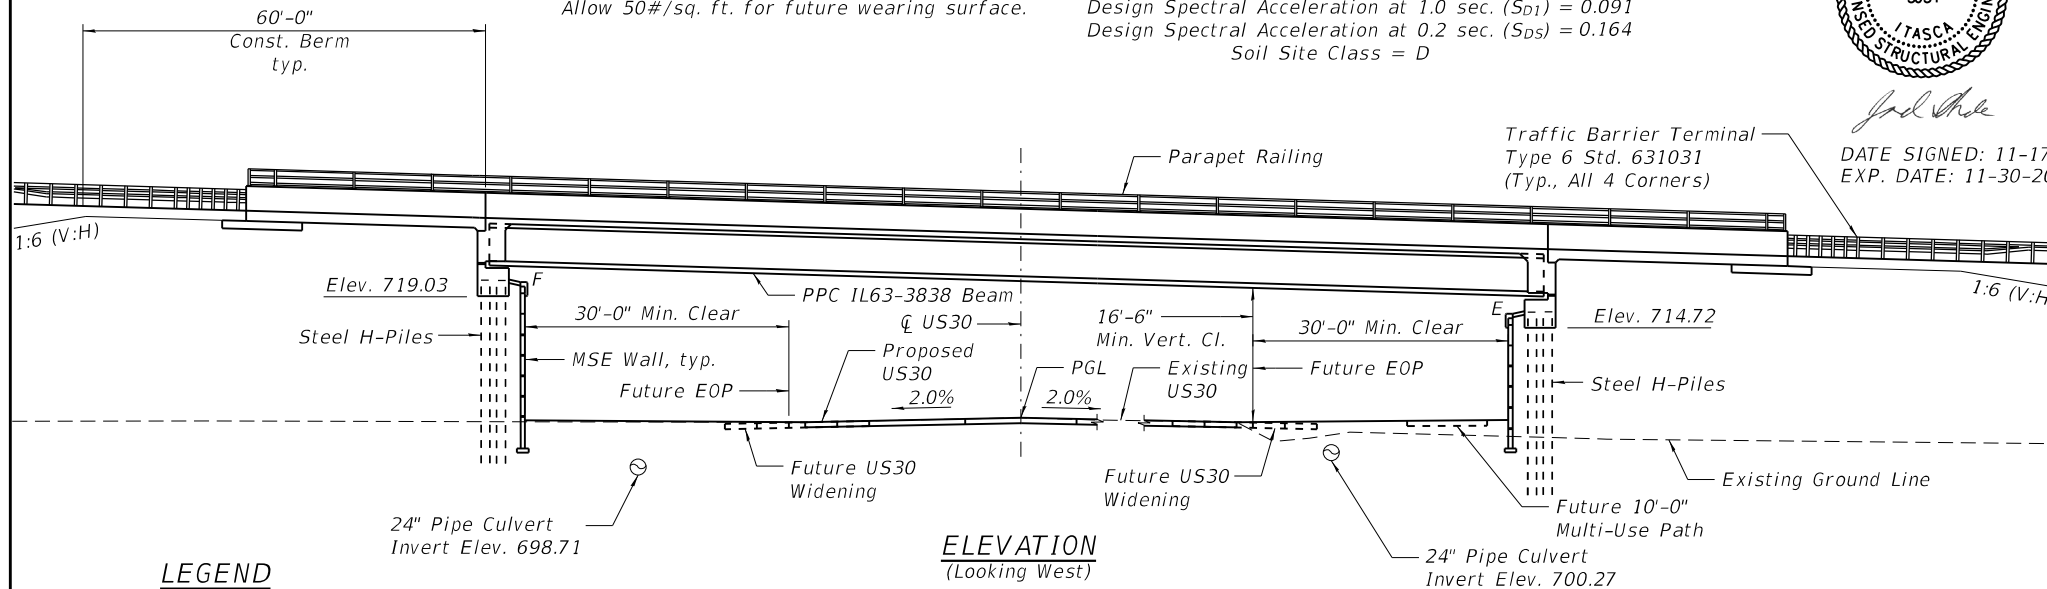 60'-0"
Const. Berm
typ.
Allow 50#/sq. ft. for future wearing surface.
Design Spectral Acceleration at 1.0 sec. (SD1) = 0.091
Design Spectral Acceleration at 0.2 sec. (SDS) = 0.164
Soil Site Class = D
ITASCA
STRUCTURAL
Traffic Barrier Terminal
Type 6 Std. 631031
(Typ., All 4 Corners)
DATE SIGNED: 11-17
EXP. DATE: 11-30-20
Parapet Railing
1:6 (V:H)
1:6 (V:H
Elev. 719.03
F
PPC IL63-3838 Beam
E
Elev. 714.72
30'-0" Min. Clear
℄ US30
16'-6"
Min. Vert. Cl.
30'-0" Min. Clear
Steel H-Piles
MSE Wall, typ.
Proposed
US30
PGL
Existing
US30
Future EOP
Steel H-Piles
Future EOP
2.0%
2.0%
Future US30
Widening
Future US30
Widening
Existing Ground Line
24" Pipe Culvert
Invert Elev. 698.71
Future 10'-0"
Multi-Use Path
ELEVATION
(Looking West)
24" Pipe Culvert
Invert Elev. 700.27
LEGEND